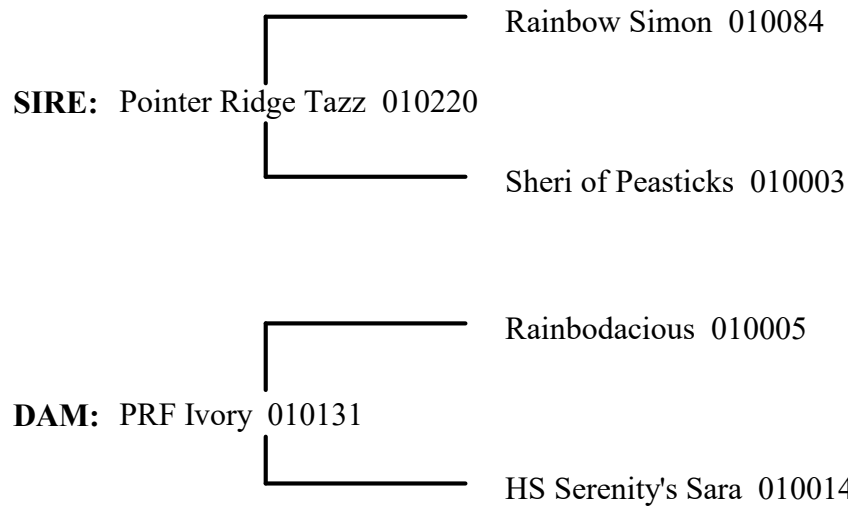 Rainbow Simon 010084
SIRE: Pointer Ridge Tazz 010220
Sheri of Peasticks 010003
Rainbodacious 010005
DAM: PRF Ivory 010131
HS Serenity's Sara 010014